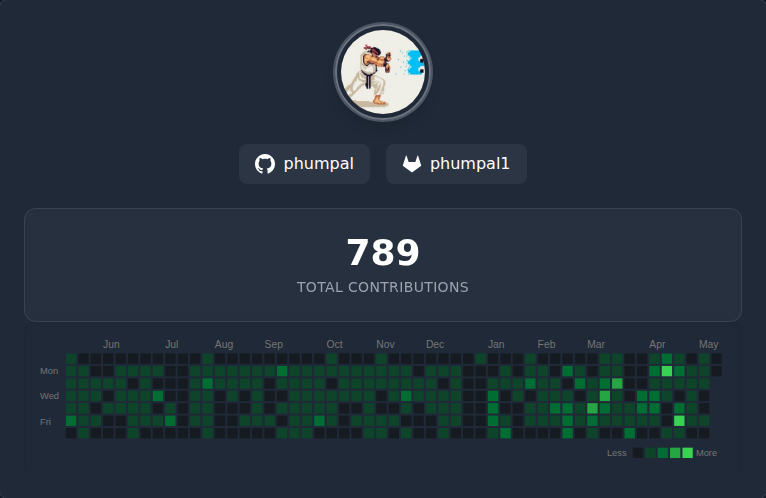 phumpal phumpal1
789
TOTAL CONTRIBUTIONS
Jun Jul Aug Sep Oct Nov Dec Jan Feb Mar Apr May
Mon
Wed
Fri
Less More